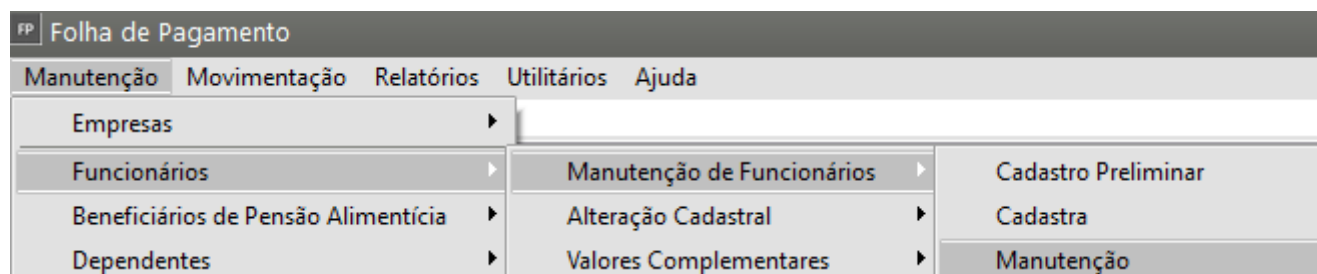 FP Folha de Pagamento
Manutenção Movimentação Relatórios Utilitários Ajuda
Empresas
Funcionários Manutenção de Funcionários Cadastro Preliminar
Beneficiários de Pensão Alimentícia Alteração Cadastral Cadastra
Dependentes Valores Complementares Manutenção